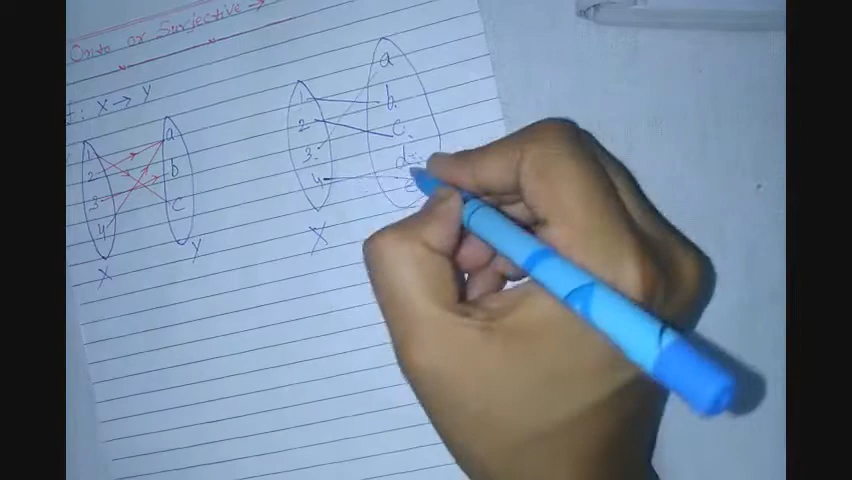 Onto or Surjective →
f : X → Y
1 2 3 4
a b c
X Y
1 2 3. 4
a b. C. d e
X